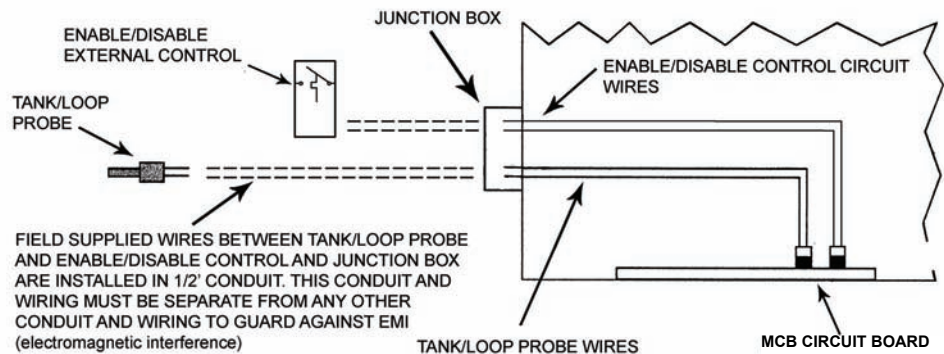 JUNCTION BOX
ENABLE/DISABLE
EXTERNAL CONTROL
ENABLE/DISABLE CONTROL CIRCUIT
WIRES
TANK/LOOP
PROBE
FIELD SUPPLIED WIRES BETWEEN TANK/LOOP PROBE
AND ENABLE/DISABLE CONTROL AND JUNCTION BOX
ARE INSTALLED IN 1/2' CONDUIT. THIS CONDUIT AND
WIRING MUST BE SEPARATE FROM ANY OTHER
CONDUIT AND WIRING TO GUARD AGAINST EMI
(electromagnetic interference)
TANK/LOOP PROBE WIRES
MCB CIRCUIT BOARD